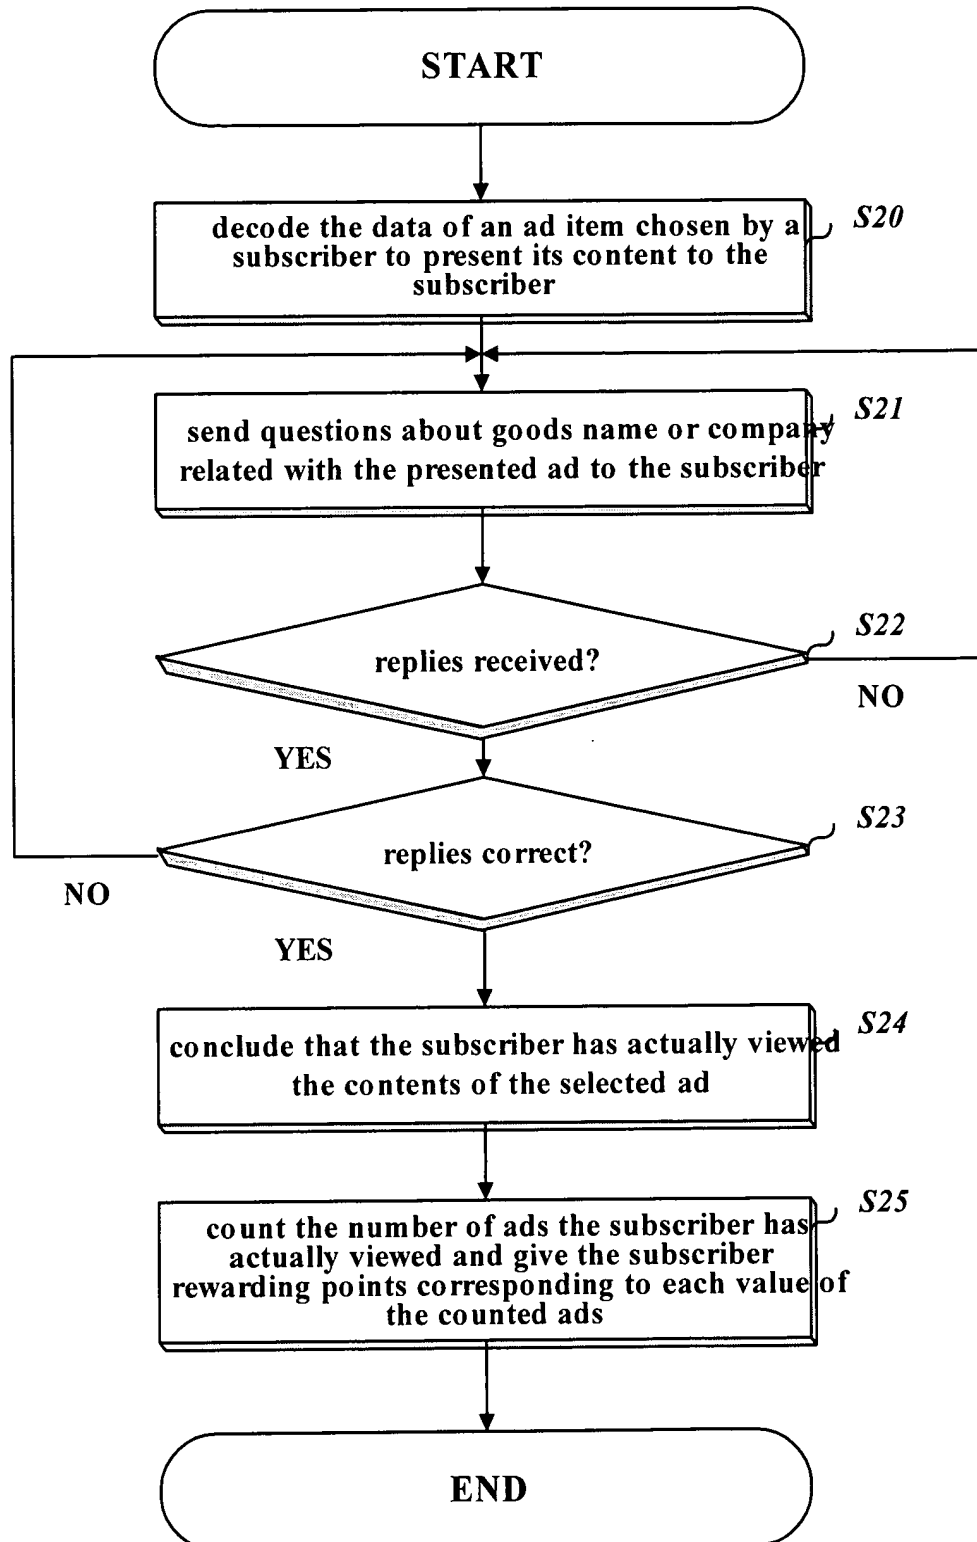 START
S20
decode the data of an ad item chosen by a
subscriber to present its content to the
subscriber
S21
send questions about goods name or company
related with the presented ad to the subscriber
S22
replies received?
NO
YES
S23
replies correct?
NO
YES
S24
conclude that the subscriber has actually viewed
the contents of the selected ad
S25
count the number of ads the subscriber has
actually viewed and give the subscriber
rewarding points corresponding to each value of
the counted ads
END